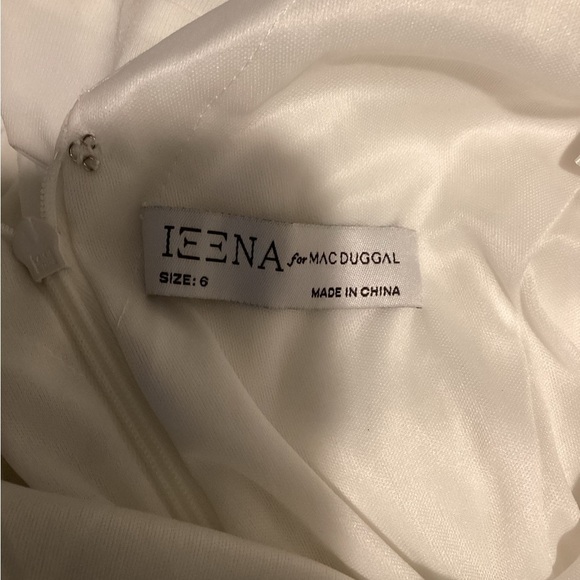 IEENA for MAC DUGGAL
SIZE: 6
MADE IN CHINA